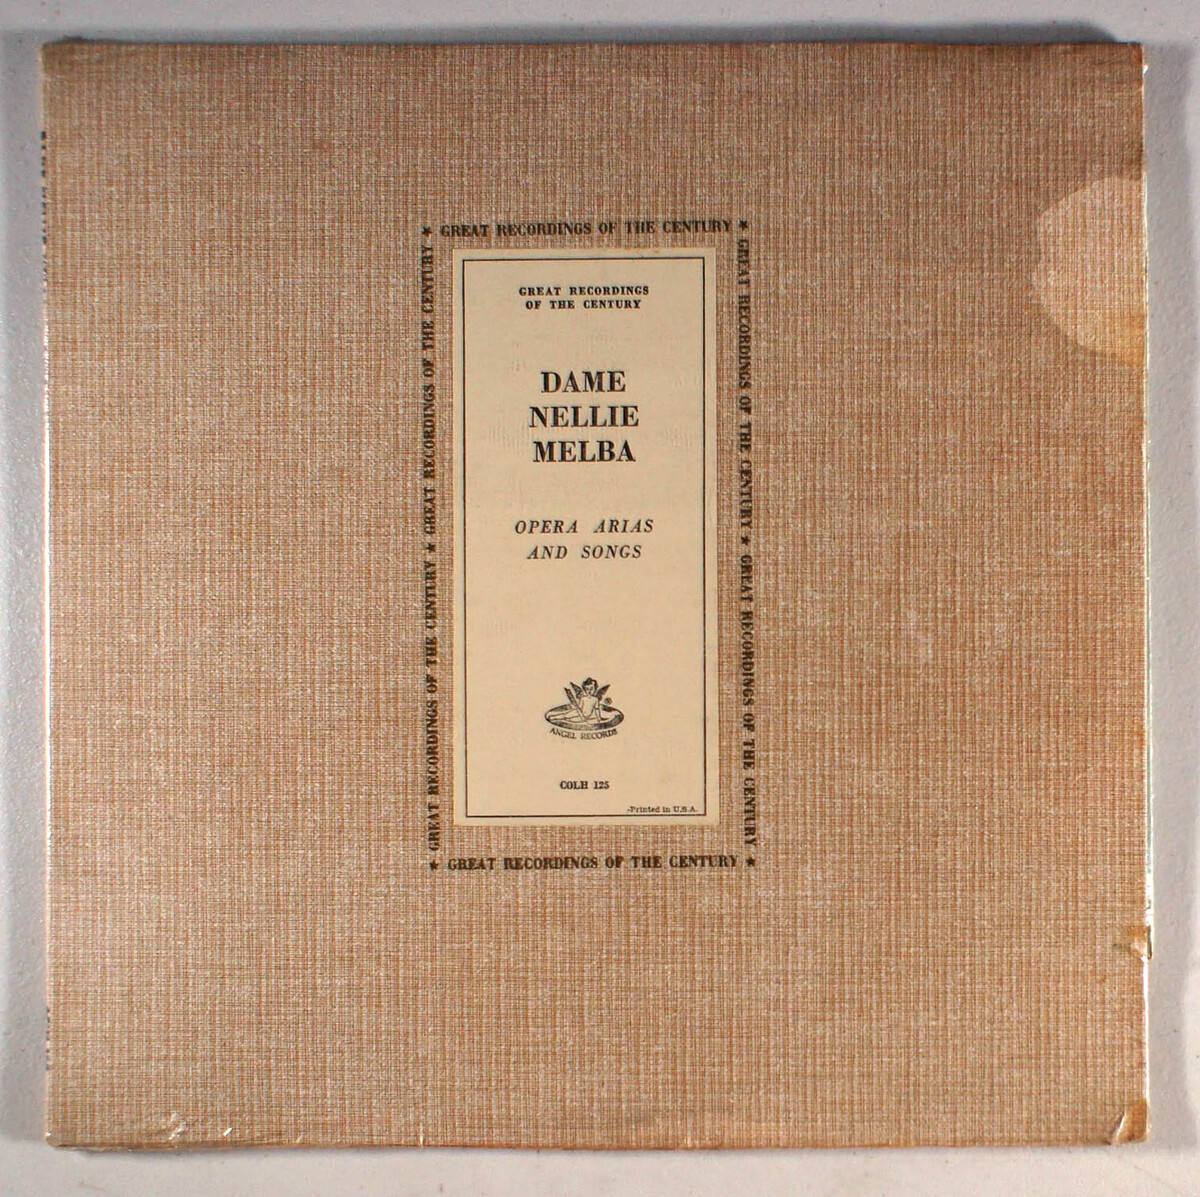 ★ GREAT RECORDINGS OF THE CENTURY ★
GREAT RECORDINGS OF THE CENTURY ★ GREAT RECORDINGS OF THE CENTURY
GREAT RECORDINGS
OF THE CENTURY
DAME
NELLIE
MELBA
OPERA ARIAS
AND SONGS
®
ANGEL RECORDS
COLH 125
Printed in U.S.A.
GREAT RECORDINGS OF THE CENTURY ★ GREAT RECORDINGS OF THE CENTURY
★ GREAT RECORDINGS OF THE CENTURY ★